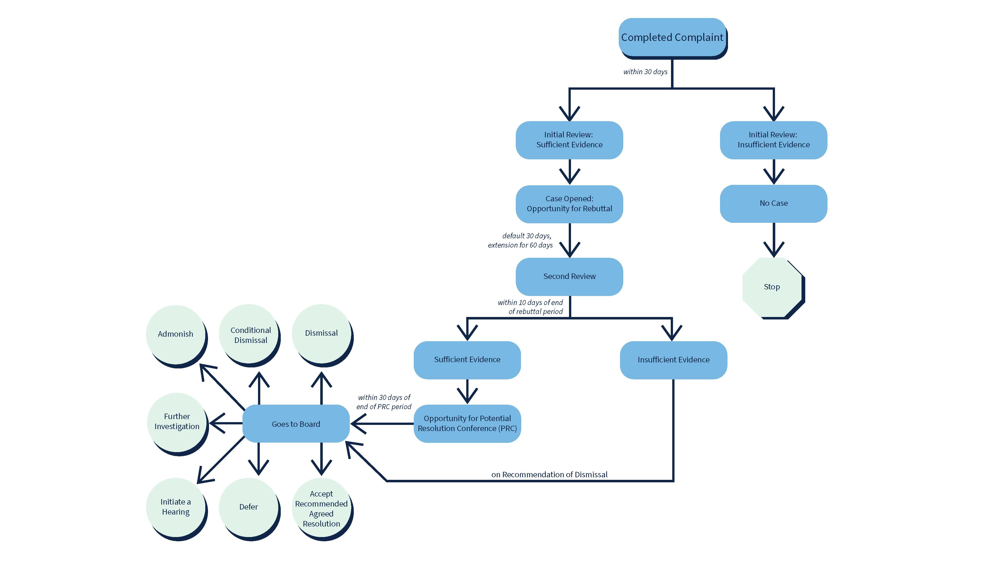 Completed Complaint
within 30 days
Initial Review:
Sufficient Evidence
Initial Review:
Insufficient Evidence
Case Opened:
Opportunity for Rebuttal
No Case
default 30 days,
extension for 60 days
Second Review
Stop
within 10 days of end
of rebuttal period
Sufficient Evidence
Insufficient Evidence
Opportunity for Potential
Resolution Conference (PRC)
within 30 days of
end of PRC period
on Recommendation of Dismissal
Goes to Board
Admonish
Conditional
Dismissal
Dismissal
Further
Investigation
Initiate a
Hearing
Defer
Accept
Recommended
Agreed
Resolution